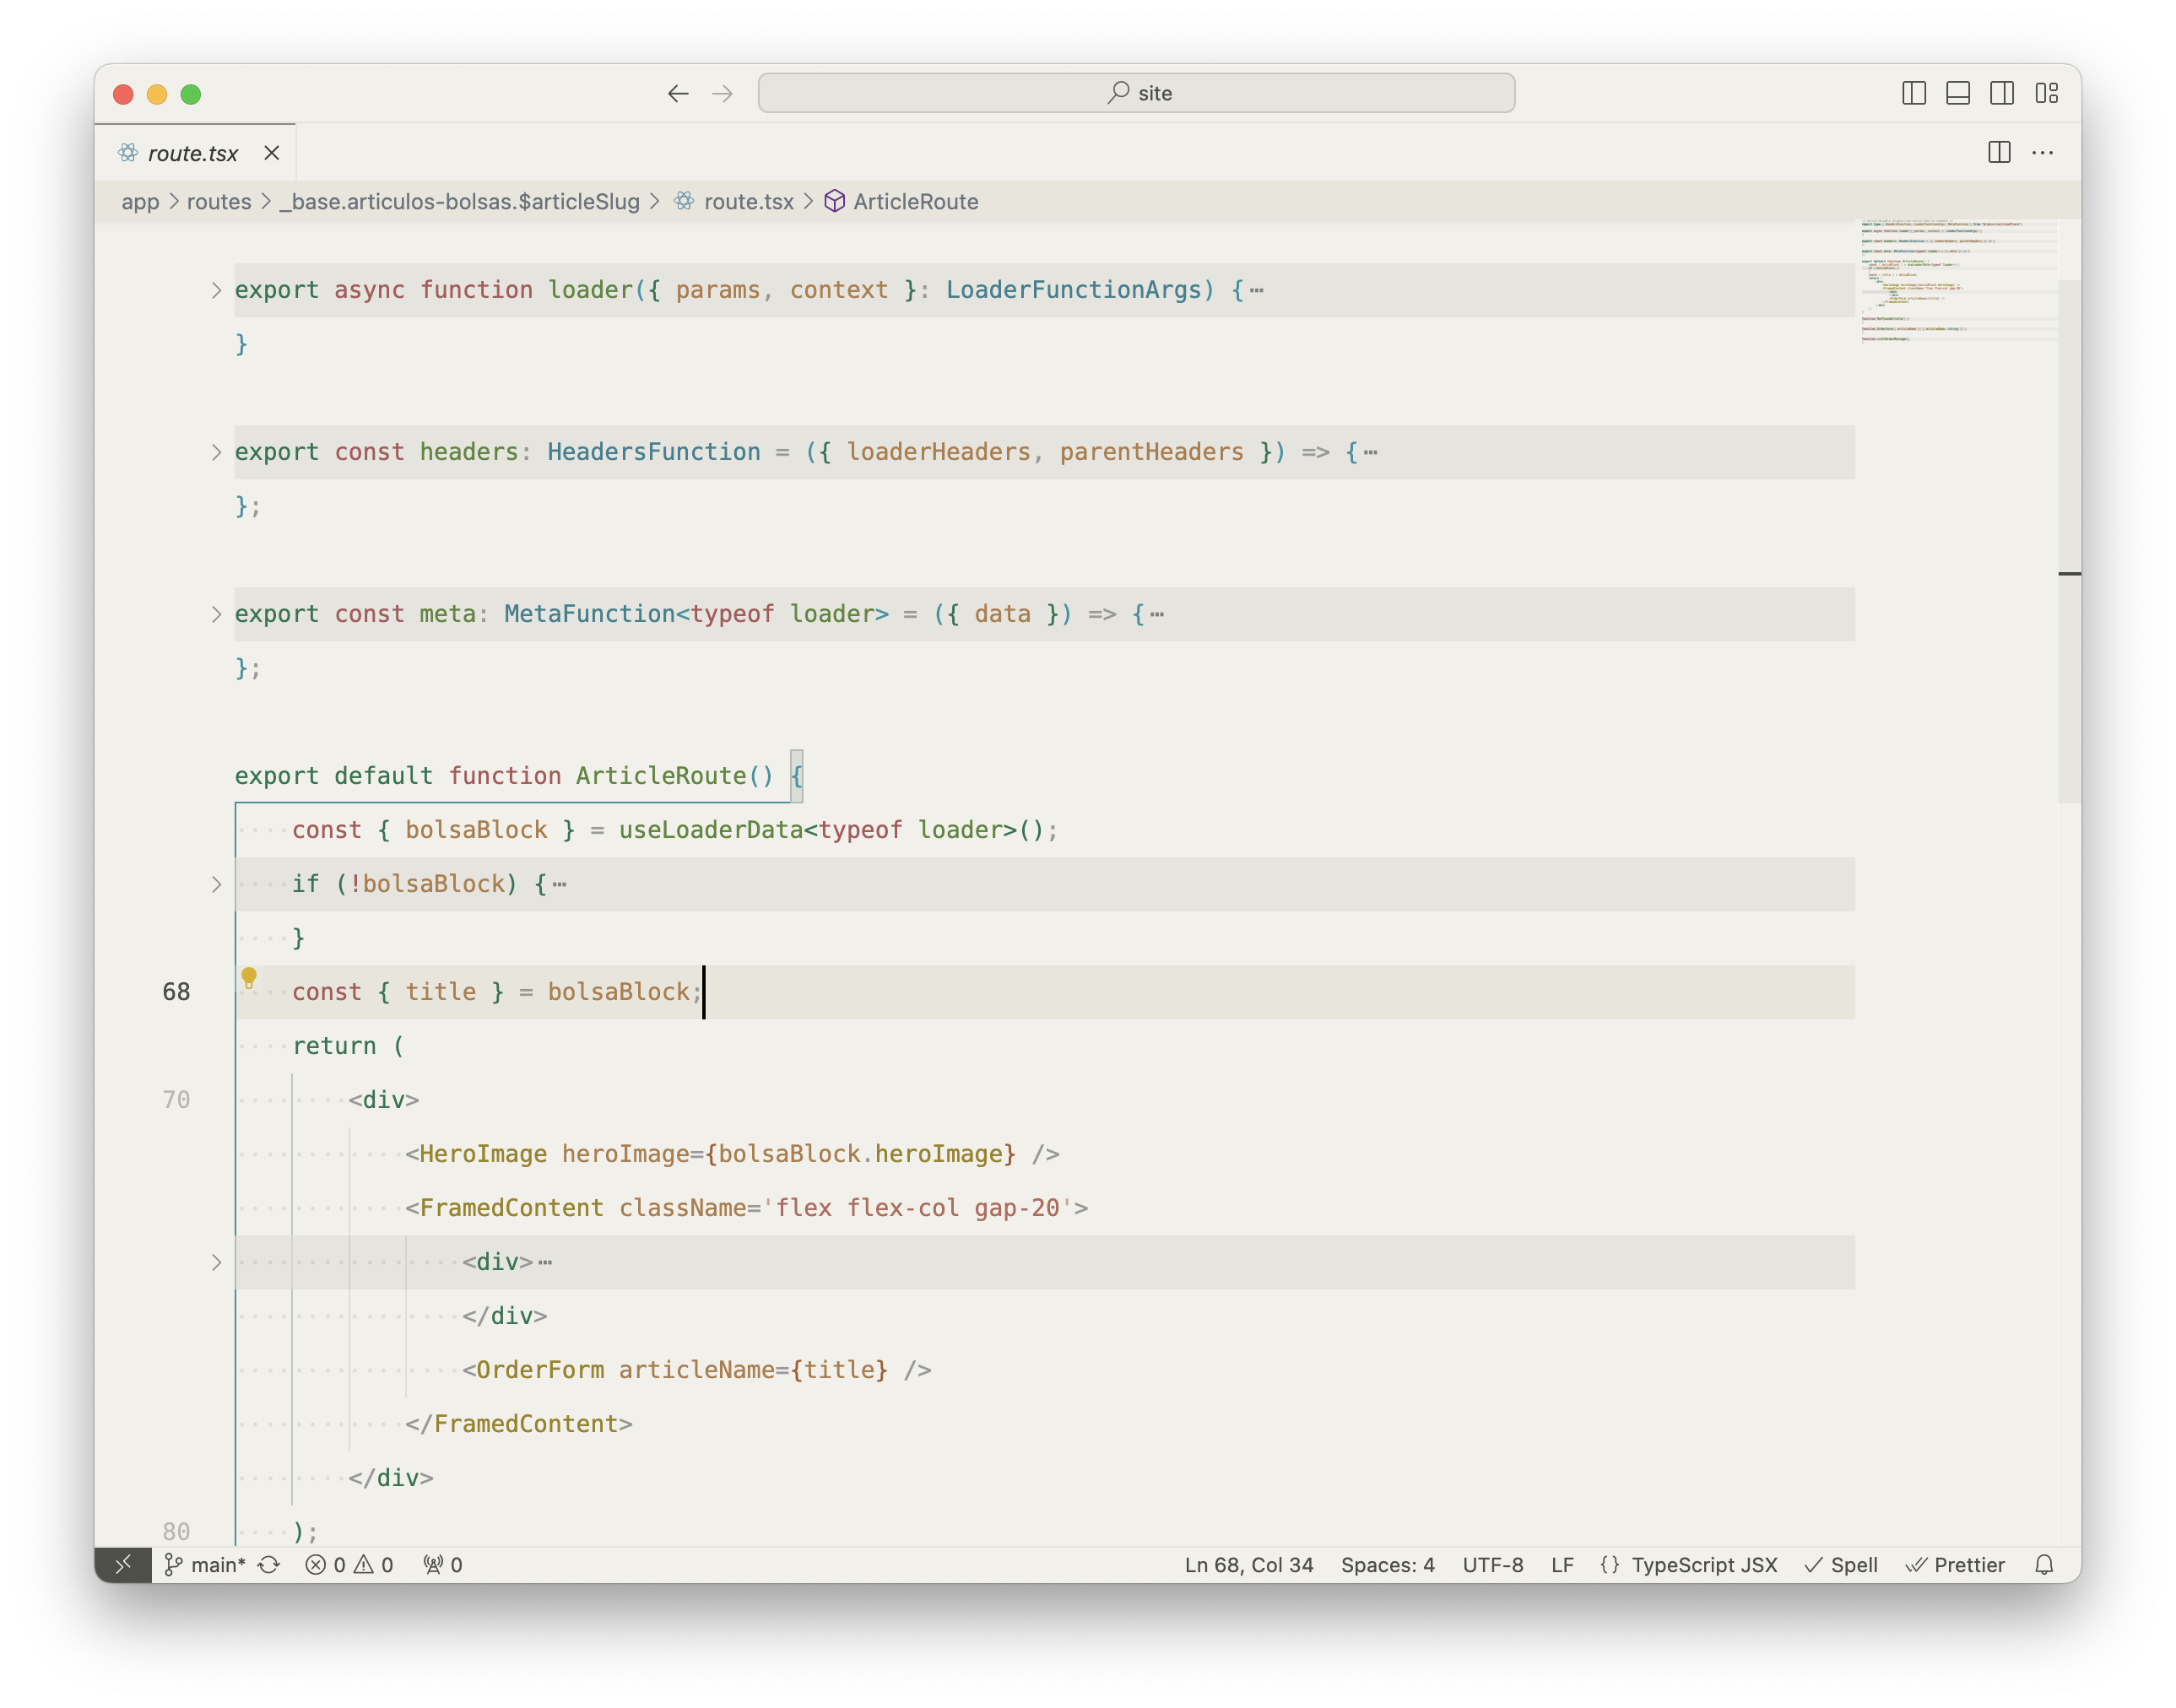 site
route.tsx
app > routes > _base.articulos-bolsas.$articleSlug > route.tsx > ArticleRoute
export async function loader({ params, context }: LoaderFunctionArgs) {⋯
}
export const headers: HeadersFunction = ({ loaderHeaders, parentHeaders }) => {⋯
};
export const meta: MetaFunction<typeof loader> = ({ data }) => {⋯
};
export default function ArticleRoute() {
const { bolsaBlock } = useLoaderData<typeof loader>();
if (!bolsaBlock) {⋯
}
68 const { title } = bolsaBlock;
return (
70 <div>
<HeroImage heroImage={bolsaBlock.heroImage} />
<FramedContent className='flex flex-col gap-20'>
<div>⋯
</div>
<OrderForm articleName={title} />
</FramedContent>
</div>
80 );
main* 0 0 0 Ln 68, Col 34 Spaces: 4 UTF-8 LF {} TypeScript JSX Spell Prettier